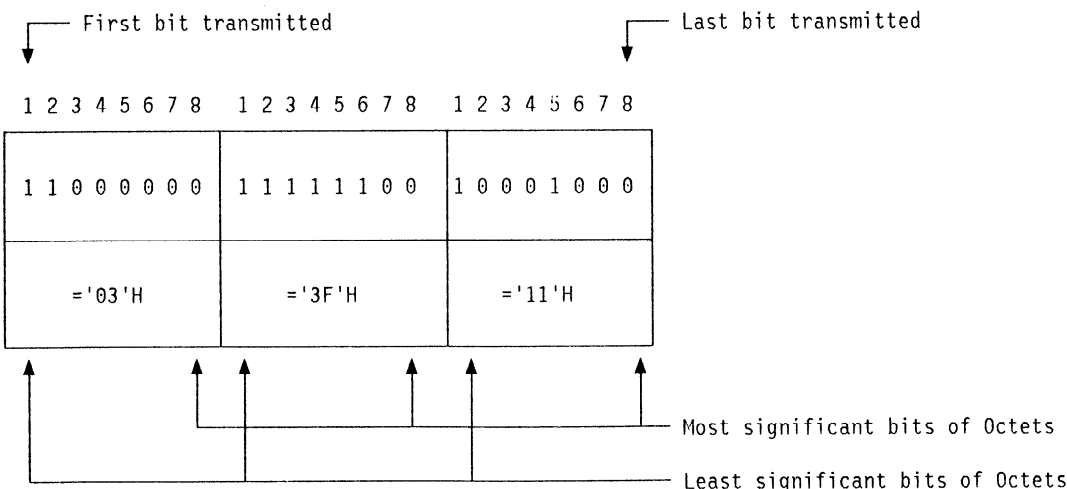 First bit transmitted
Last bit transmitted
1 2 3 4 5 6 7 8 1 2 3 4 5 6 7 8 1 2 3 4 5 6 7 8
1 1 0 0 0 0 0 0 1 1 1 1 1 1 0 0 1 0 0 0 1 0 0 0
='03'H ='3F'H ='11'H
Most significant bits of Octets
Least significant bits of Octets